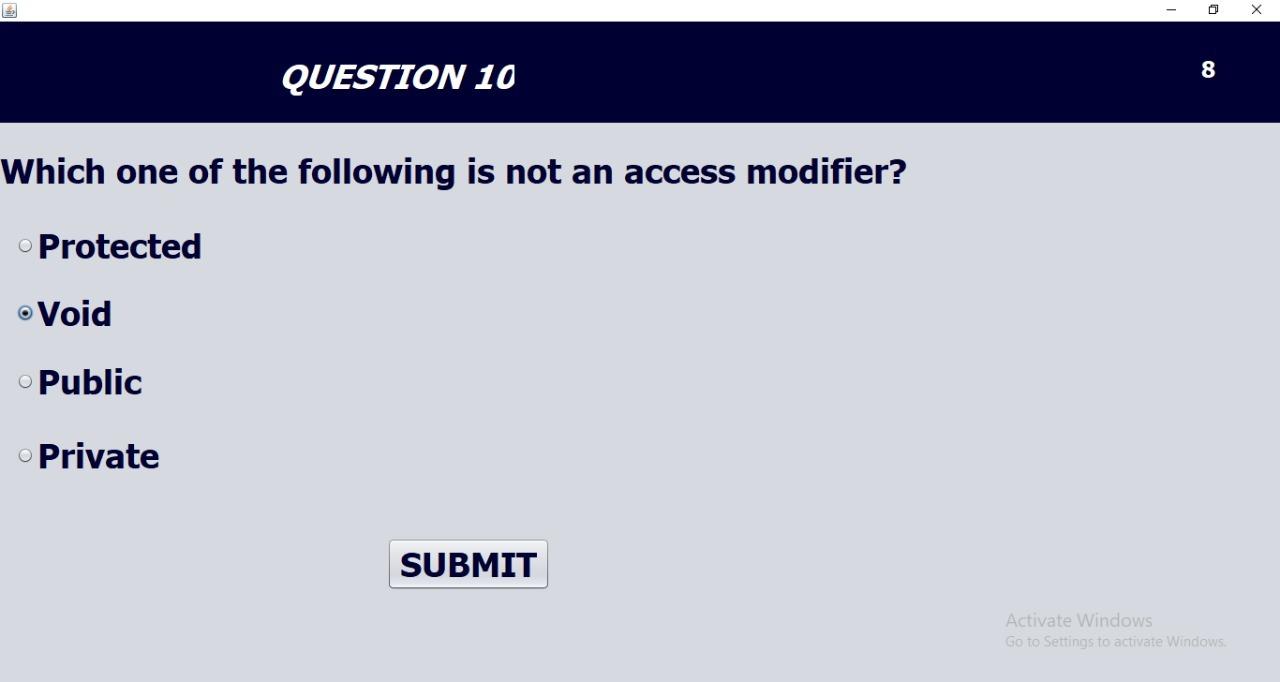 QUESTION 10
8
Which one of the following is not an access modifier?
Protected
Void
Public
Private
SUBMIT
Activate Windows
Go to Settings to activate Windows.